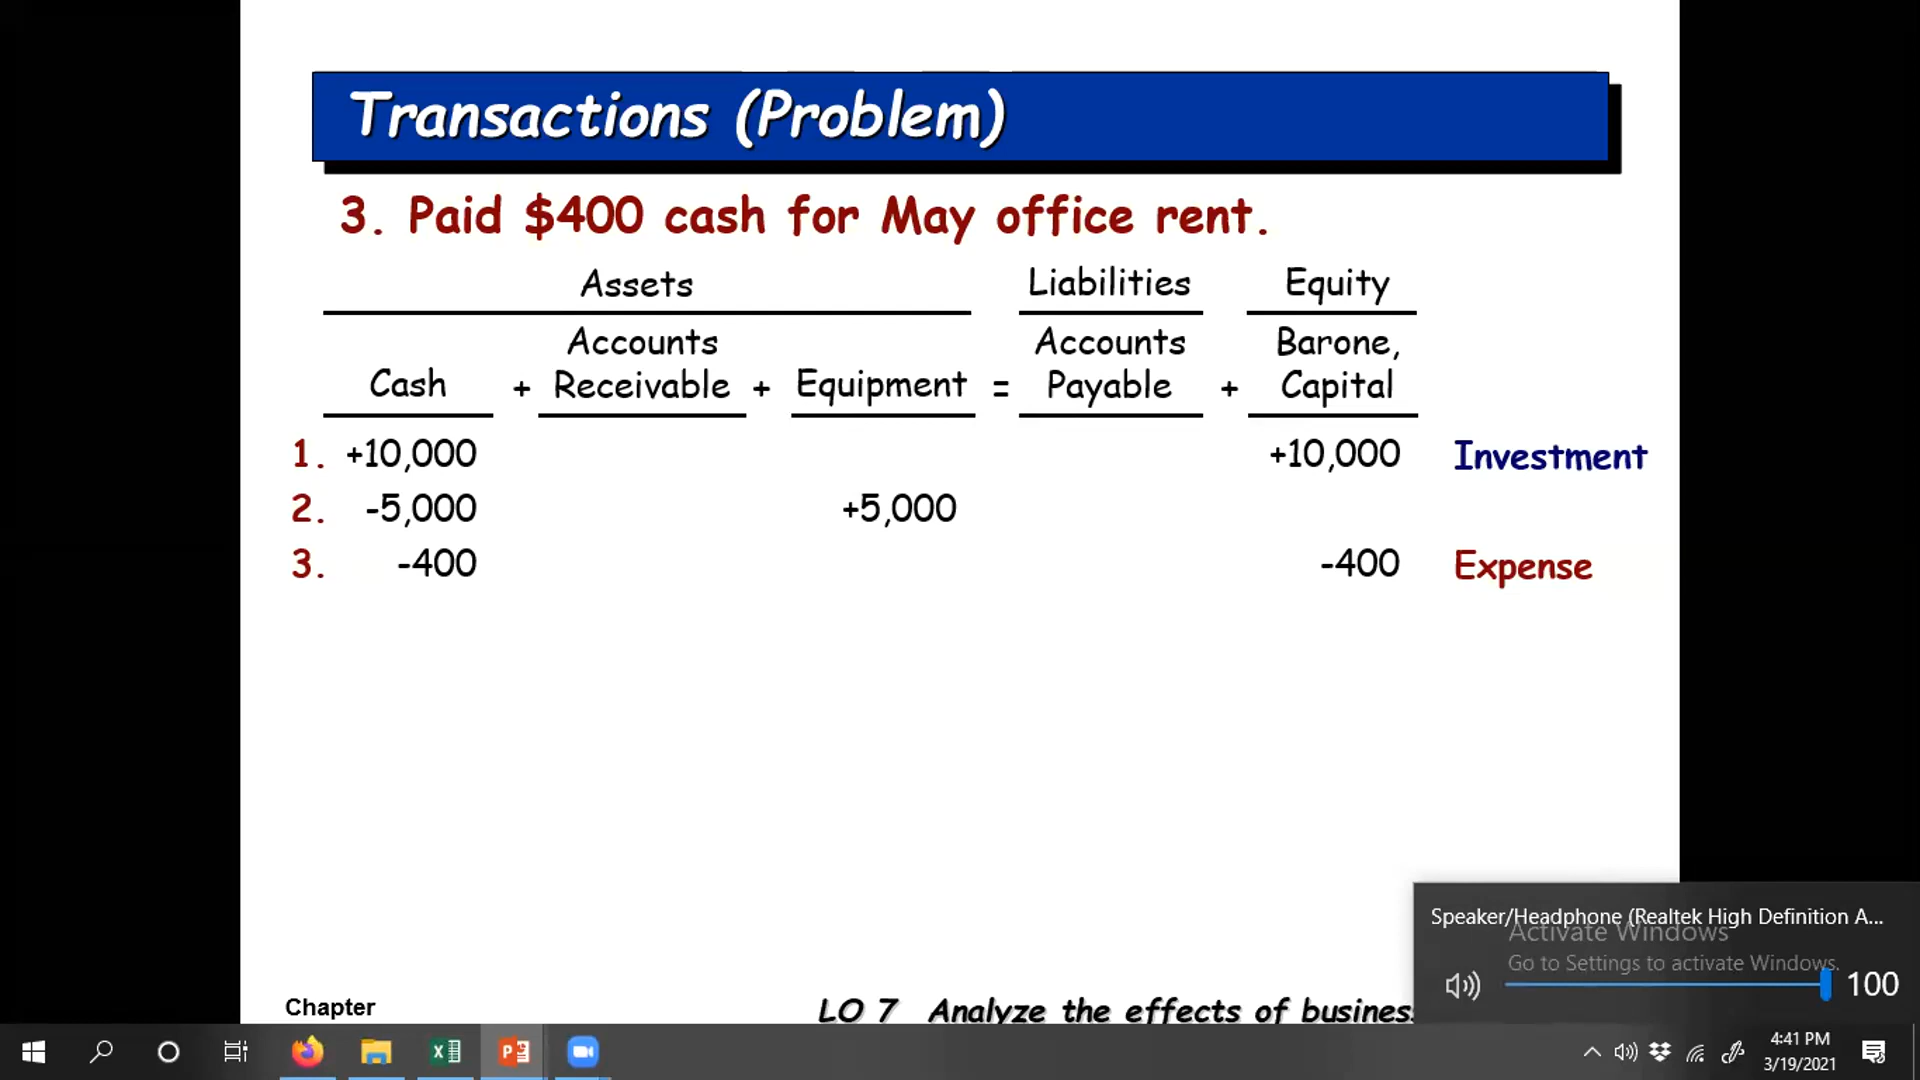 Transactions (Problem)
3. Paid $400 cash for May office rent.
Assets Liabilities Equity
Accounts Accounts Barone,
Cash + Receivable + Equipment = Payable + Capital
1. +10,000 +10,000 Investment
2. -5,000 +5,000
3. -400 -400 Expense
Speaker/Headphone (Realtek High Definition A...
Activate Windows
Go to Settings to activate Windows.
100
Chapter
LO 7 Analyze the effects of busines
4:41 PM
3/19/2021